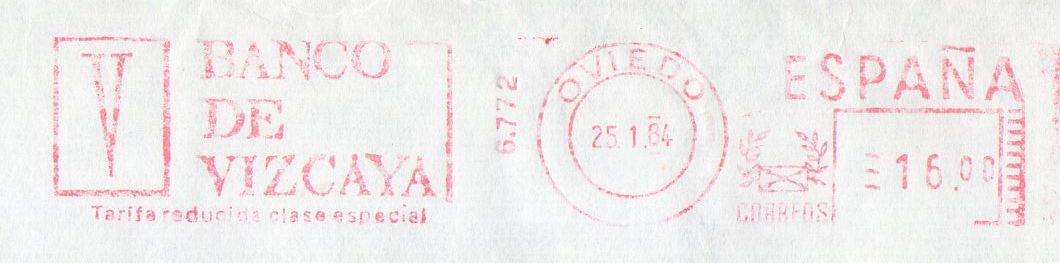 V
BANCO
DE
VIZCAYA
Tarifa reducida clase especial
6.772
OVIEDO
25.1.84
ESPAÑA
CORREOS
16.00